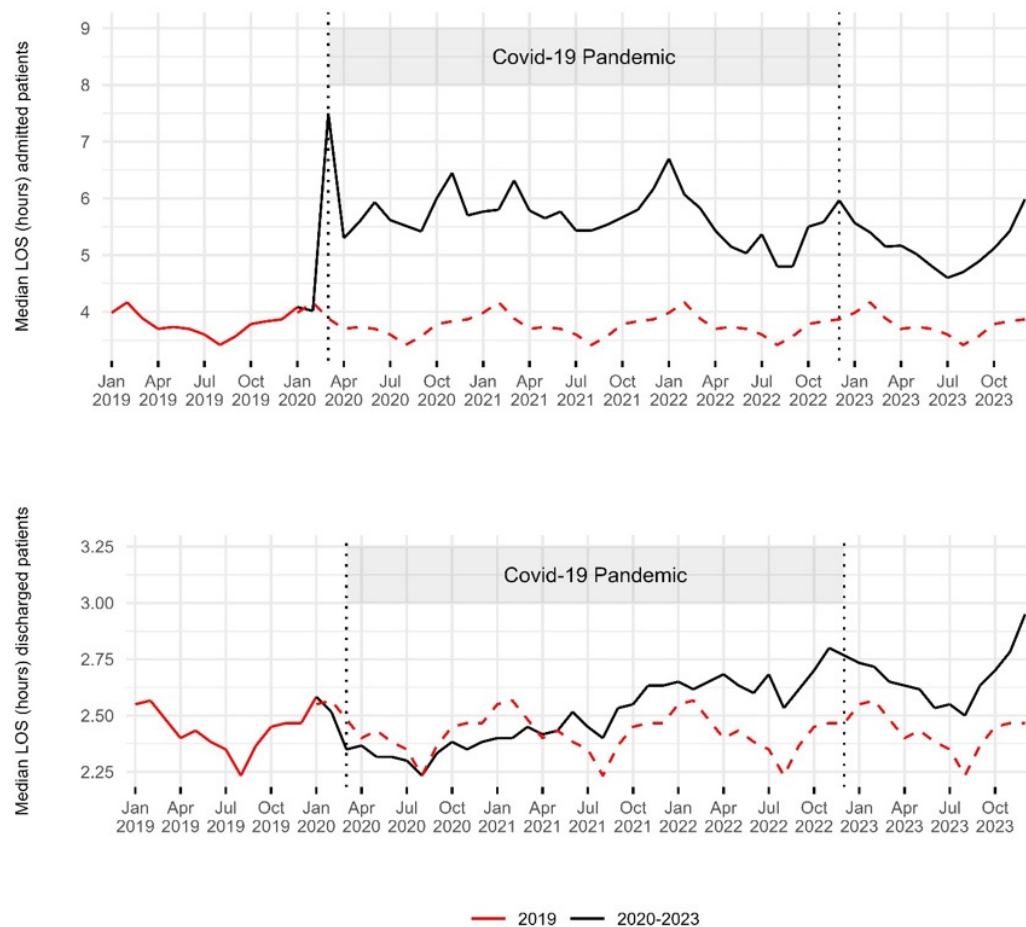 Median LOS (hours) admitted patients
9
8
7
6
5
4
Covid-19 Pandemic
Jan Apr Jul Oct Jan Apr Jul Oct Jan Apr Jul Oct Jan Apr Jul Oct Jan Apr Jul Oct
2019 2019 2019 2019 2020 2020 2020 2020 2021 2021 2021 2021 2022 2022 2022 2022 2023 2023 2023 2023
Median LOS (hours) discharged patients
3.25
3.00
2.75
2.50
2.25
Covid-19 Pandemic
Jan Apr Jul Oct Jan Apr Jul Oct Jan Apr Jul Oct Jan Apr Jul Oct Jan Apr Jul Oct
2019 2019 2019 2019 2020 2020 2020 2020 2021 2021 2021 2021 2022 2022 2022 2022 2023 2023 2023 2023
2019 2020-2023